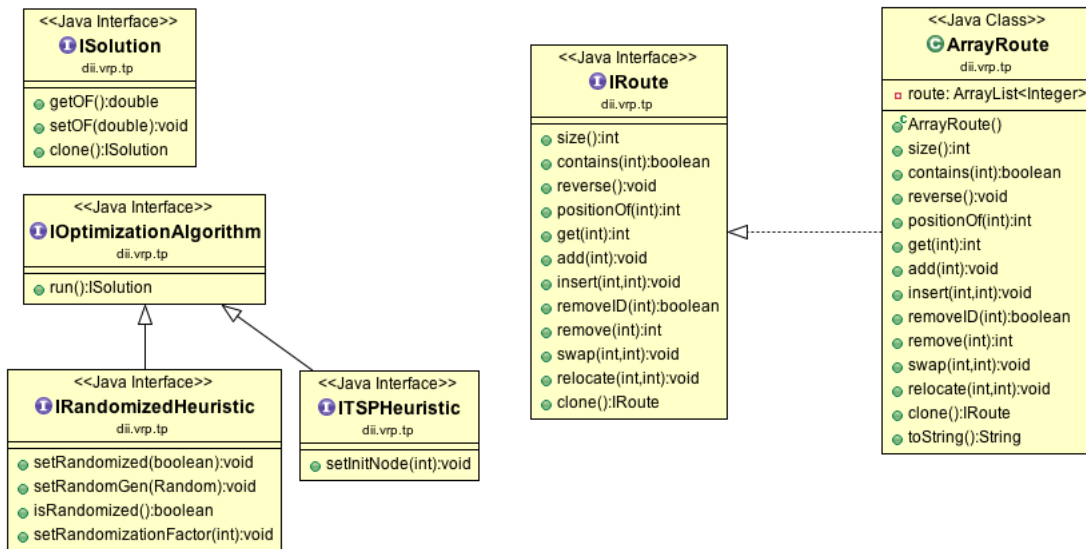 <<Java Interface>>
ISolution
dii.vrp.tp
getOF():double
setOF(double):void
clone():ISolution
<<Java Interface>>
IOptimizationAlgorithm
dii.vrp.tp
run():ISolution
<<Java Interface>>
IRandomizedHeuristic
dii.vrp.tp
setRandomized(boolean):void
setRandomGen(Random):void
isRandomized():boolean
setRandomizationFactor(int):void
<<Java Interface>>
ITSPHeuristic
dii.vrp.tp
setInitNode(int):void
<<Java Interface>>
IRoute
dii.vrp.tp
size():int
contains(int):boolean
reverse():void
positionOf(int):int
get(int):int
add(int):void
insert(int,int):void
removeID(int):boolean
remove(int):int
swap(int,int):void
relocate(int,int):void
clone():IRoute
<<Java Class>>
ArrayRoute
dii.vrp.tp
route: ArrayList<Integer>
ArrayRoute()
size():int
contains(int):boolean
reverse():void
positionOf(int):int
get(int):int
add(int):void
insert(int,int):void
removeID(int):boolean
remove(int):int
swap(int,int):void
relocate(int,int):void
clone():IRoute
toString():String